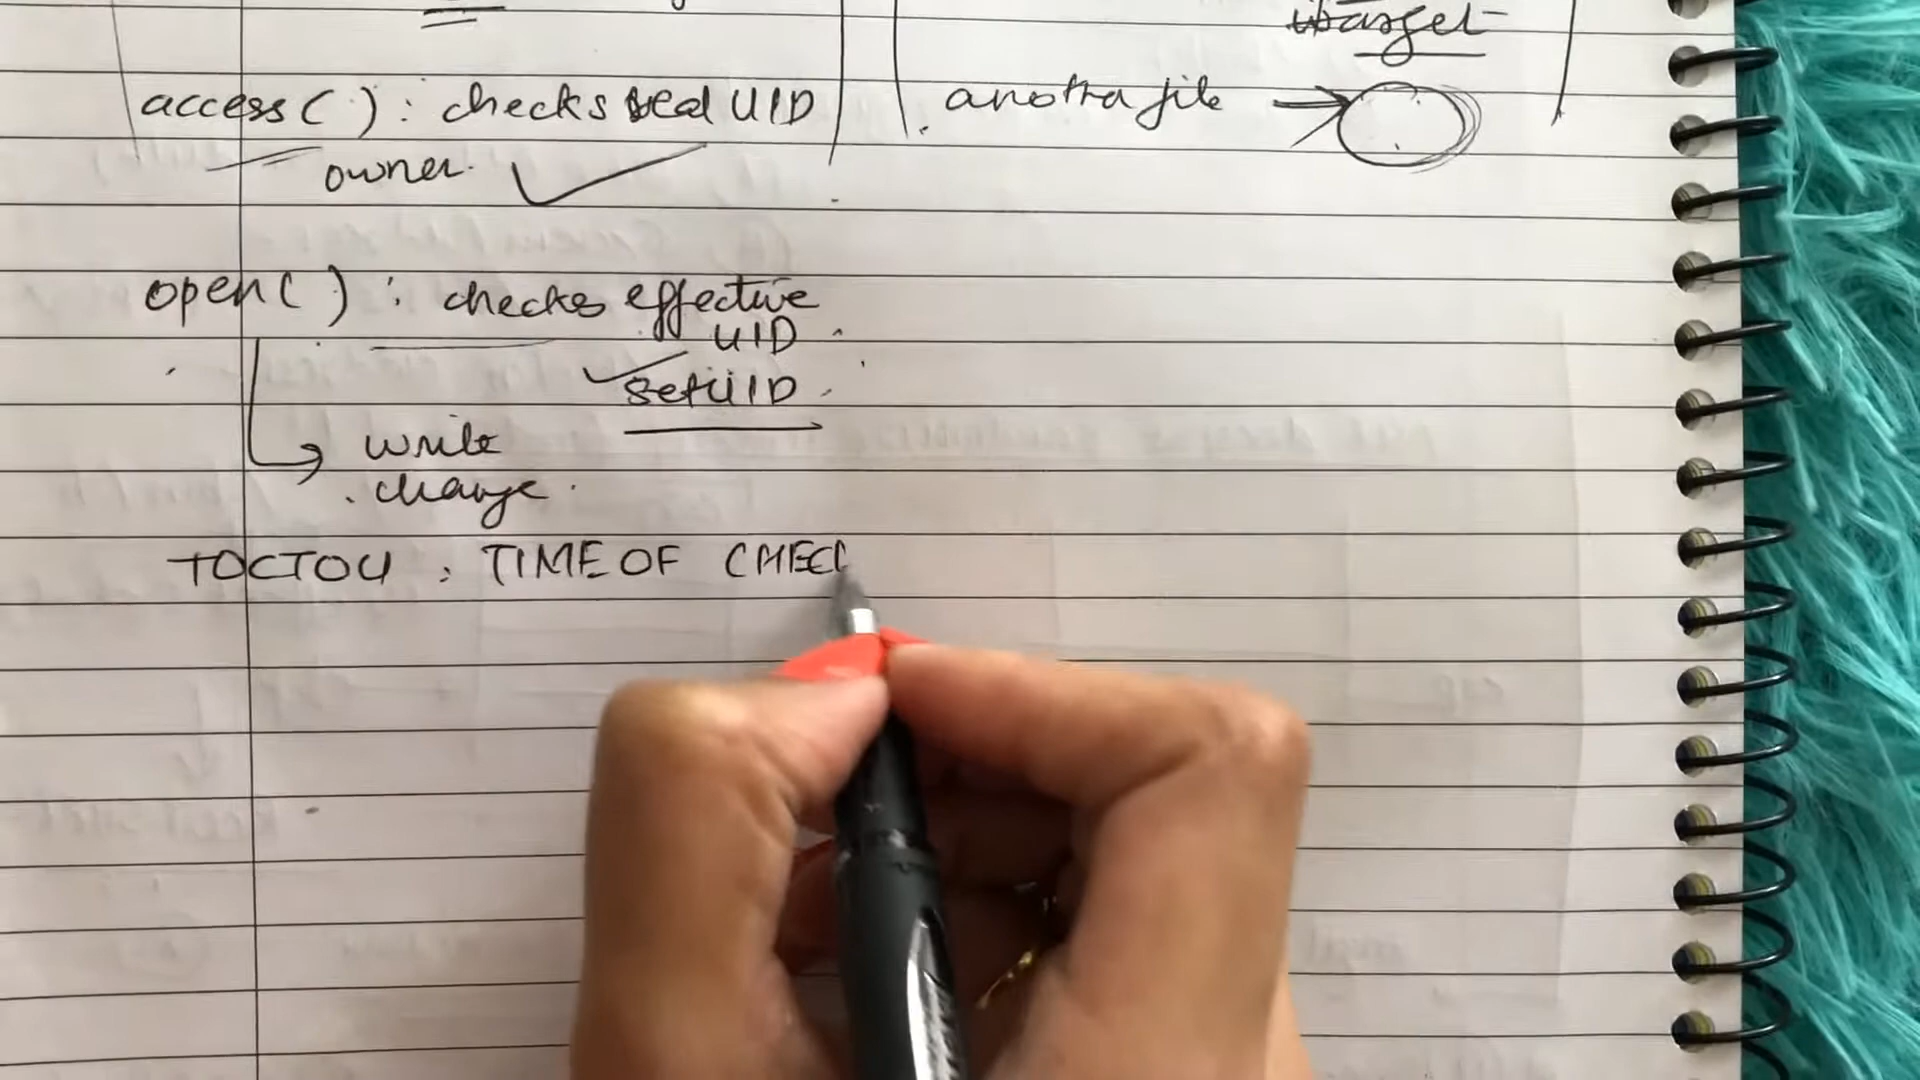 target
access( ) : checks real UID
another file →
owner.
open( ) : checks effective
UID
setUID
write
change.
TOCTOU : TIME OF CHEC